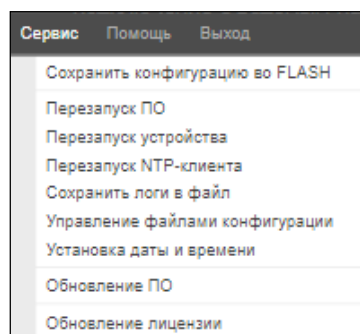 Сервис Помощь Выход
Сохранить конфигурацию во FLASH
Перезапуск ПО
Перезапуск устройства
Перезапуск NTP-клиента
Сохранить логи в файл
Управление файлами конфигурации
Установка даты и времени
Обновление ПО
Обновление лицензии